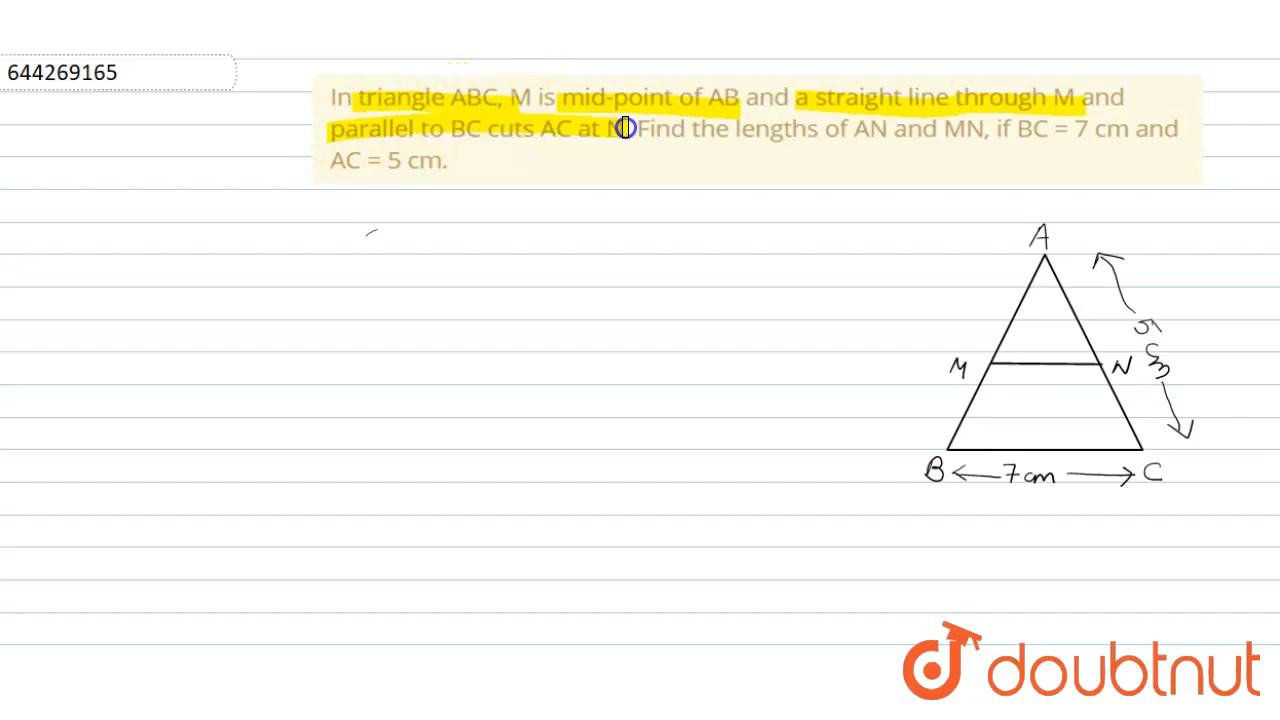 644269165
In triangle ABC, M is mid-point of AB and a straight line through M and
parallel to BC cuts AC at N. Find the lengths of AN and MN, if BC = 7 cm and
AC = 5 cm.
A
5 cm
M
N
B
7 cm
C
doubtnut